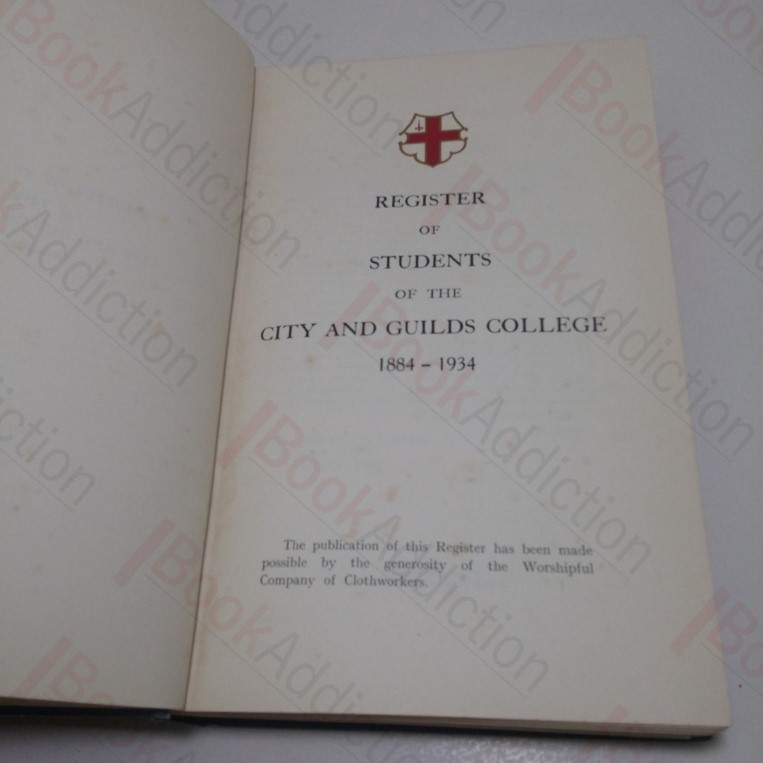 REGISTER
OF
STUDENTS
OF THE
CITY AND GUILDS COLLEGE
1884 – 1934
The publication of this Register has been made
possible by the generosity of the Worshipful
Company of Clothworkers.
BookAddiction